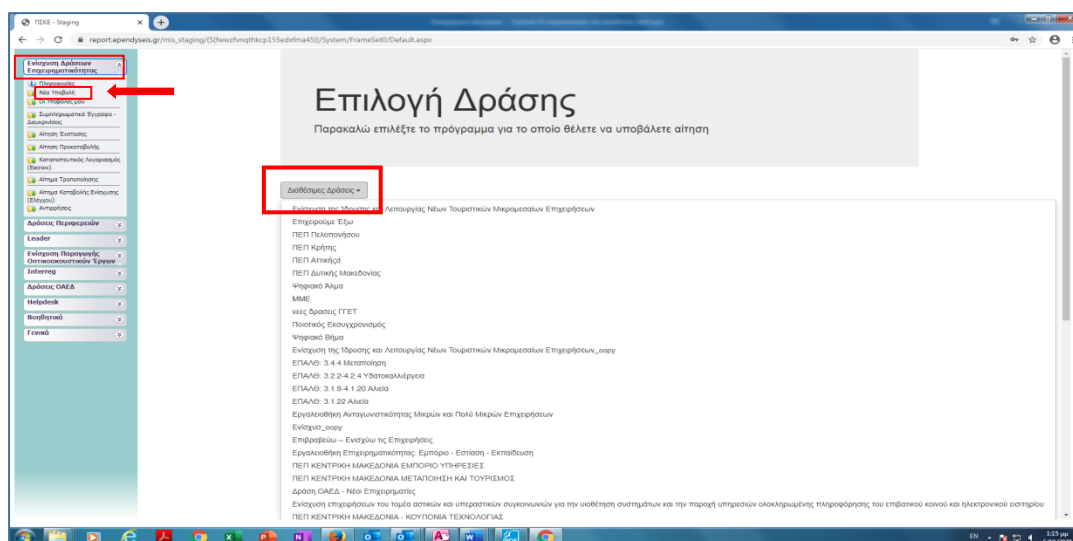 ΠΣΚΕ - Staging
report.ependyseis.gr/mis_staging/(S(fwwzfvnqthkcp155edxfma45))/System/FrameSet0/Default.aspx
Ενίσχυση Δράσεων
Επιχειρηματικότητας
Πληροφορίες
Νέα Υποβολή
Οι Υποβολές μου
Συμπληρωματικά Έγγραφα -
Διευκρινίσεις
Αίτηση Ένστασης
Αίτηση Προκαταβολής
Καταπιστευτικός Λογαριασμός
(Escrow)
Αίτημα Τροποποίησης
Αίτημα Καταβολής Ενίσχυσης
(Ελέγχου)
Αντιρρήσεις
Δράσεις Περιφερειών
Leader
Ενίσχυση Παραγωγής
Οπτικοακουστικών Έργων
Interreg
Δράσεις ΟΑΕΔ
Helpdesk
Βοηθητικά
Γενικά
Επιλογή Δράσης
Παρακαλώ επιλέξτε το πρόγραμμα για το οποίο θέλετε να υποβάλετε αίτηση
Διαθέσιμες Δράσεις
Ενίσχυση της Ίδρυσης και Λειτουργίας Νέων Τουριστικών Μικρομεσαίων Επιχειρήσεων
Επιχειρούμε Έξω
ΠΕΠ Πελοπονήσου
ΠΕΠ Κρήτης
ΠΕΠ Αττικήςd
ΠΕΠ Δυτικής Μακεδονίας
Ψηφιακό Άλμα
ΜΜΕ
νεες δρασεις ΓΓΕΤ
Ποιοτικός Εκσυγχρονισμός
Ψηφιακό Βήμα
Ενίσχυση της Ίδρυσης και Λειτουργίας Νέων Τουριστικών Μικρομεσαίων Επιχειρήσεων_copy
ΕΠΑΛΘ: 3.4.4 Μεταποίηση
ΕΠΑΛΘ: 3.2.2-4.2.4 Υδατοκαλλιέργεια
ΕΠΑΛΘ: 3.1.8-4.1.20 Αλιεία
ΕΠΑΛΘ: 3.1.22 Αλιεία
Εργαλειοθήκη Ανταγωνιστικότητας Μικρών και Πολύ Μικρών Επιχειρήσεων
Ενίσχυσ_copy
Επιβραβεύω – Ενισχύω τις Επιχειρήσεις
Εργαλειοθήκη Επιχειρηματικότητας: Εμπόριο - Εστίαση - Εκπαίδευση
ΠΕΠ ΚΕΝΤΡΙΚΗ ΜΑΚΕΔΟΝΙΑ ΕΜΠΟΡΙΟ ΥΠΗΡΕΣΙΕΣ
ΠΕΠ ΚΕΝΤΡΙΚΗ ΜΑΚΕΔΟΝΙΑ ΜΕΤΑΠΟΙΗΣΗ ΚΑΙ ΤΟΥΡΙΣΜΟΣ
Δράση ΟΑΕΔ - Νέοι Επιχειρηματίες
Ενίσχυση επιχειρήσεων του τομέα αστικών και υπεραστικών συγκοινωνιών για την υιοθέτηση συστημάτων και την παροχή υπηρεσιών ολοκληρωμένης πληροφόρησης του επιβατικού κοινού και ηλεκτρονικού εισιτηρίου
ΠΕΠ ΚΕΝΤΡΙΚΗ ΜΑΚΕΔΟΝΙΑ - ΚΟΥΠΟΝΙΑ ΤΕΧΝΟΛΟΓΙΑΣ
EN
1:15 μμ